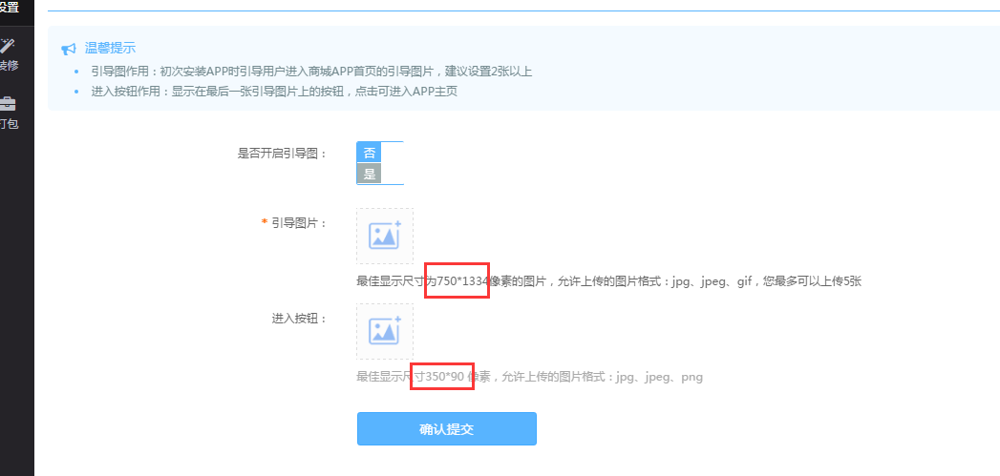 设置
装修
打包
温馨提示
引导图作用：初次安装APP时引导用户进入商城APP首页的引导图片，建议设置2张以上
进入按钮作用：显示在最后一张引导图片上的按钮，点击可进入APP主页
是否开启引导图：
否
是
* 引导图片：
最佳显示尺寸为750*1334像素的图片，允许上传的图片格式：jpg、jpeg、gif，您最多可以上传5张
进入按钮：
最佳显示尺寸350*90 像素，允许上传的图片格式：jpg、jpeg、png
确认提交